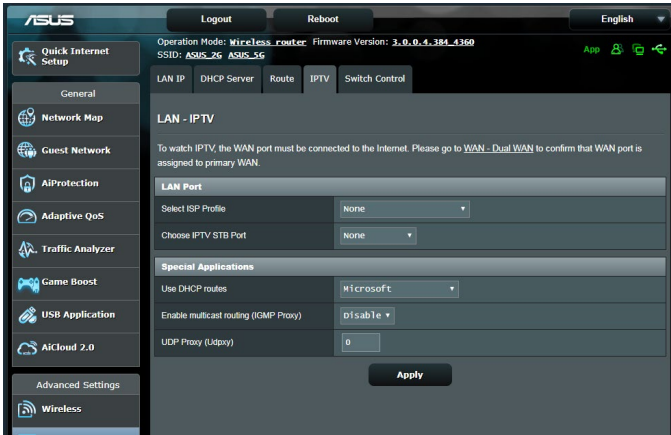 ASUS
Logout
Reboot
English
Quick Internet
Setup
Operation Mode: Wireless router Firmware Version: 3.0.0.4.384_4360
SSID: ASUS_2G ASUS_5G
App
LAN IP
DHCP Server
Route
IPTV
Switch Control
General
Network Map
Guest Network
AiProtection
Adaptive QoS
Traffic Analyzer
Game Boost
USB Application
AiCloud 2.0
Advanced Settings
Wireless
LAN - IPTV
To watch IPTV, the WAN port must be connected to the Internet. Please go to WAN - Dual WAN to confirm that WAN port is
assigned to primary WAN.
LAN Port
Select ISP Profile
None
Choose IPTV STB Port
None
Special Applications
Use DHCP routes
Microsoft
Enable multicast routing (IGMP Proxy)
Disable
UDP Proxy (Udpxy)
0
Apply